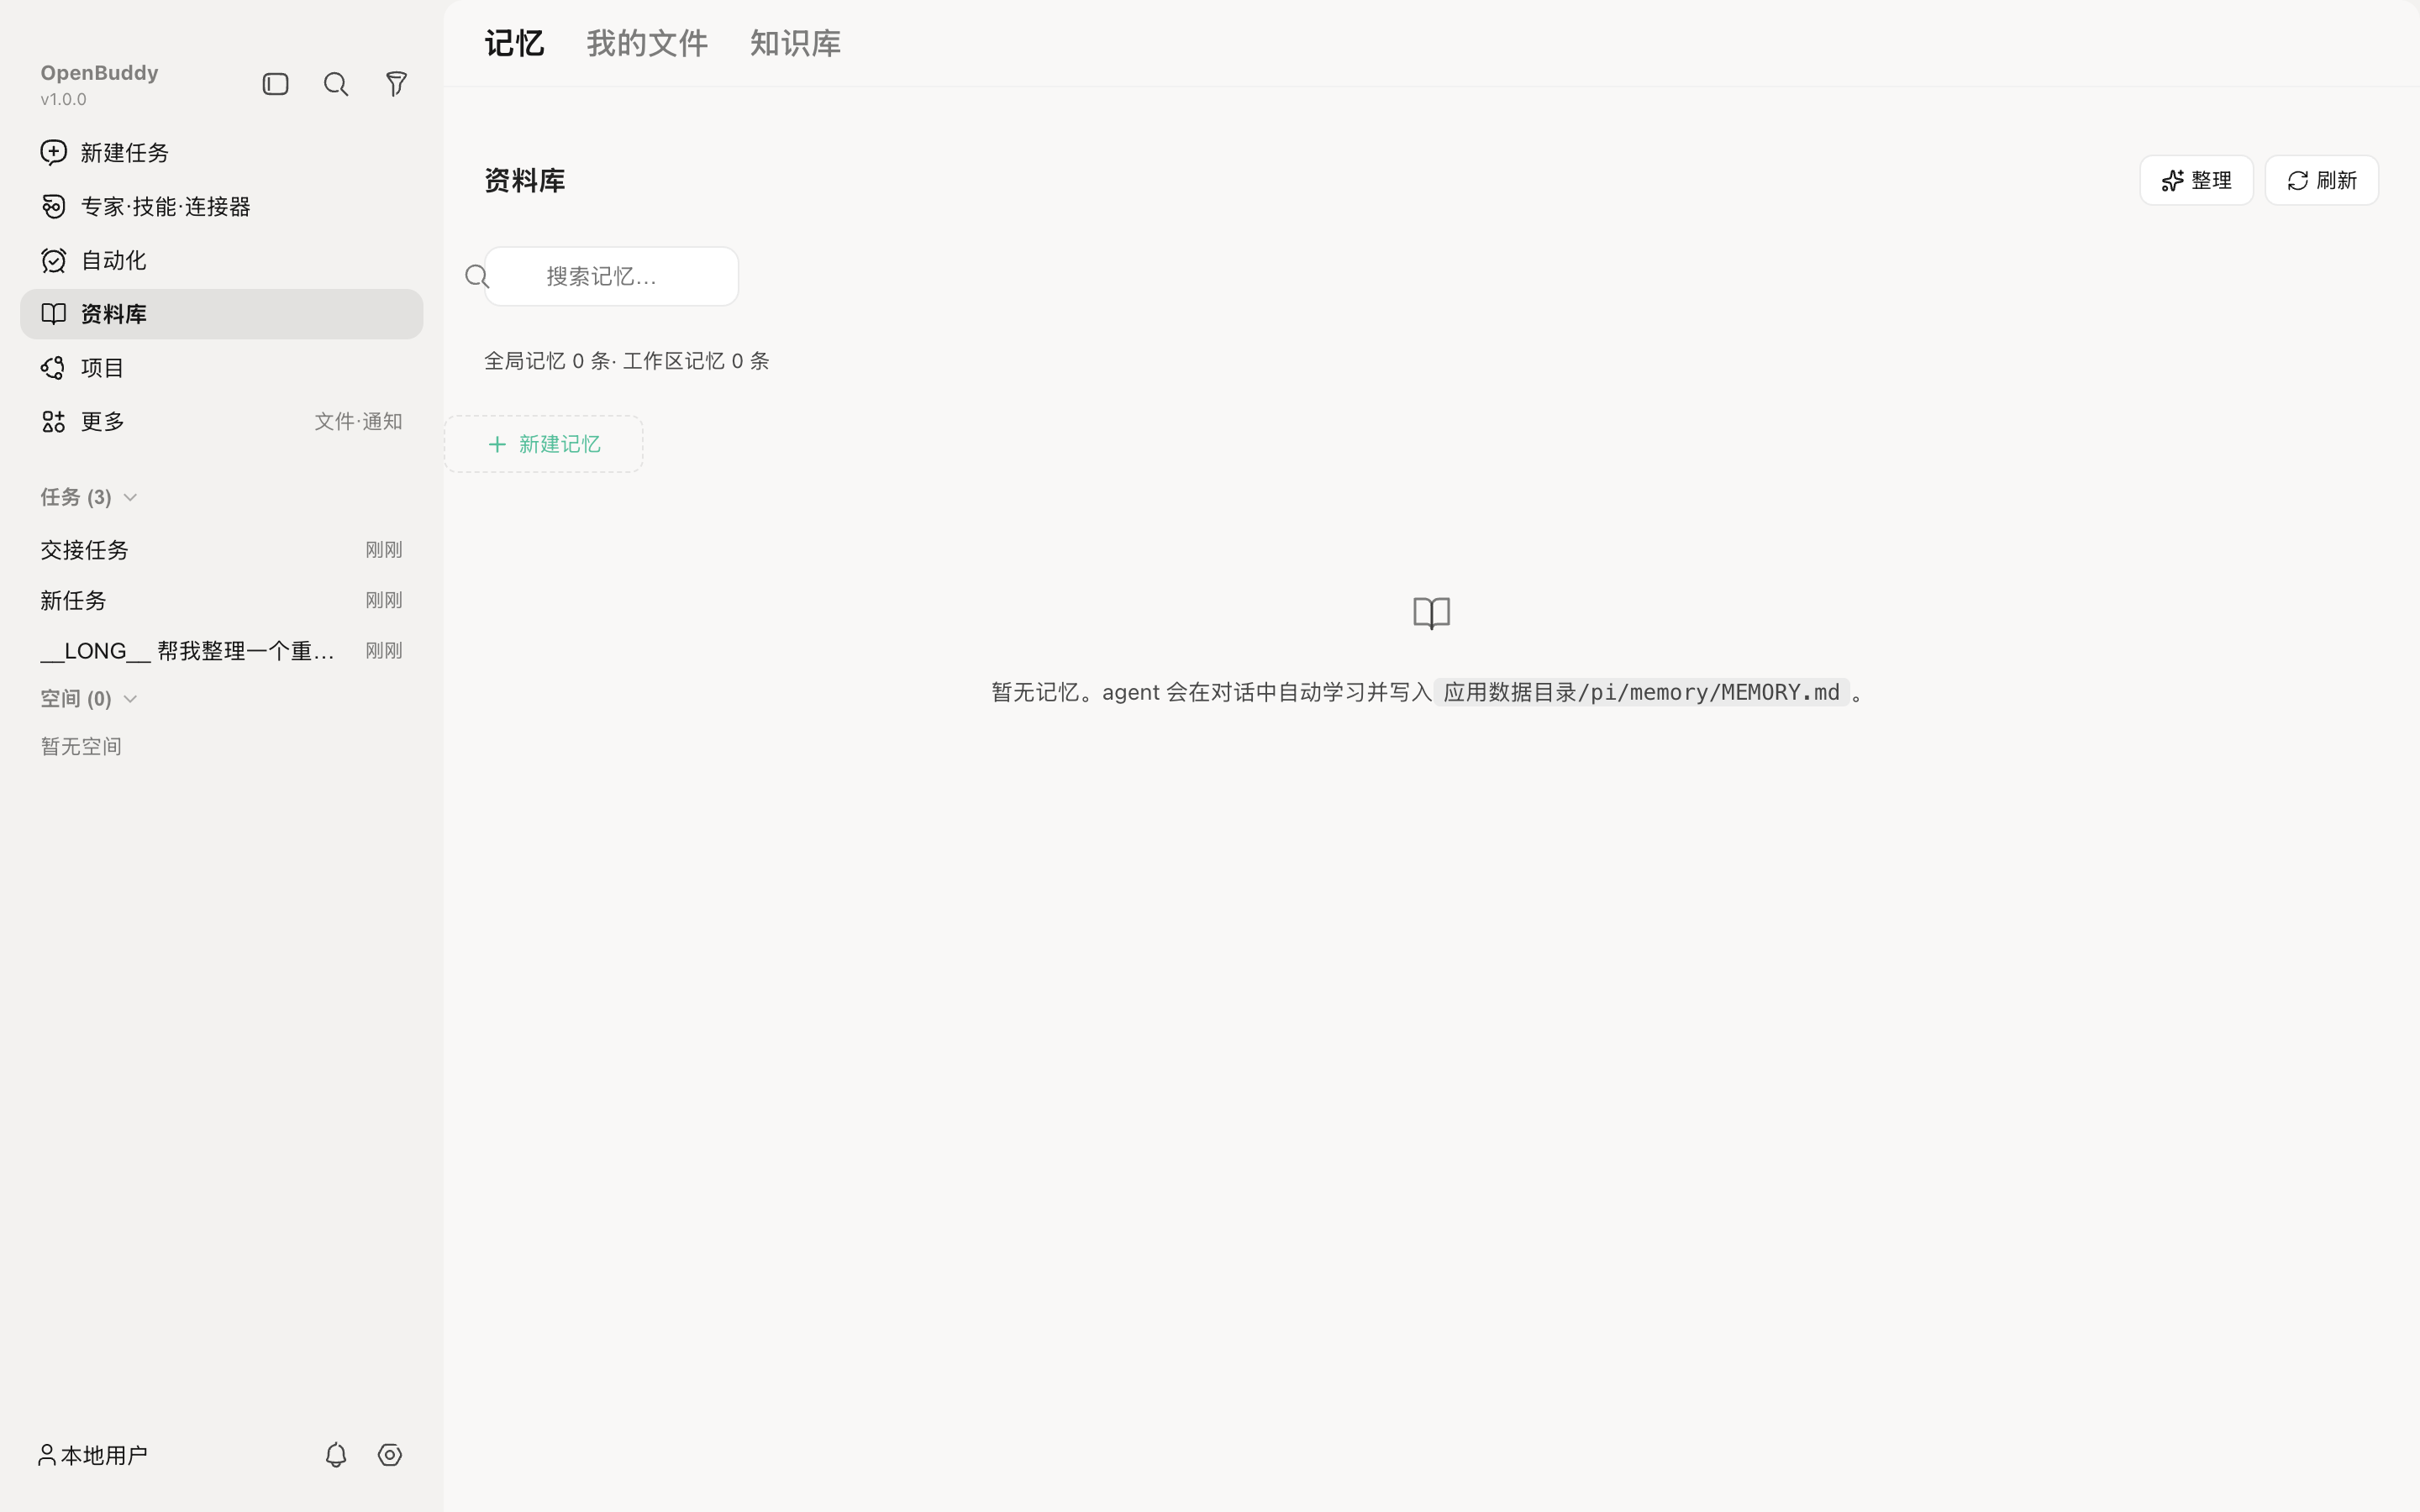 OpenBuddy
v1.0.0
新建任务
专家·技能·连接器
自动化
资料库
项目
更多 文件·通知
任务 (3)
交接任务 刚刚
新任务 刚刚
__LONG__ 帮我整理一个重... 刚刚
空间 (0)
暂无空间
本地用户
记忆 我的文件 知识库
资料库
整理 刷新
搜索记忆...
全局记忆 0 条· 工作区记忆 0 条
+ 新建记忆
暂无记忆。agent 会在对话中自动学习并写入 应用数据目录/pi/memory/MEMORY.md 。